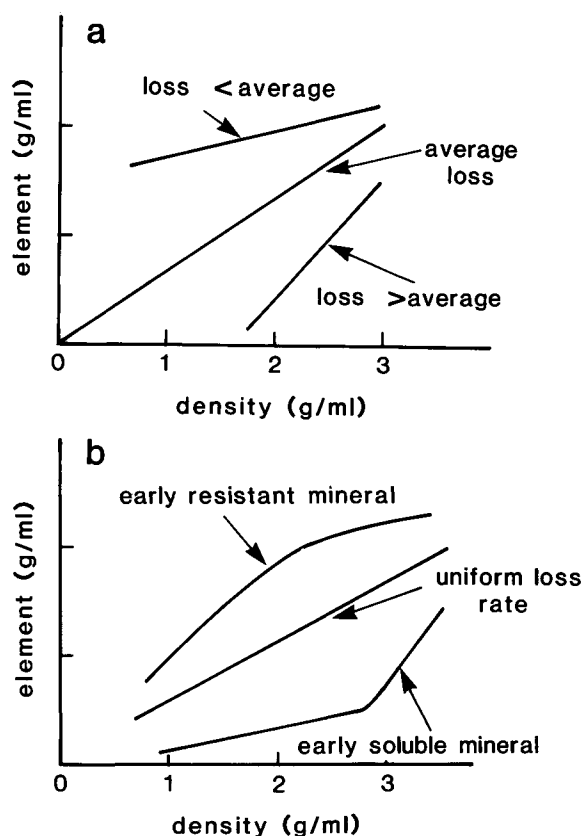 a
loss < average
average
loss
loss >average
element (g/ml)
0
1
2
3
density (g/ml)
b
early resistant mineral
uniform loss
rate
early soluble mineral
element (g/ml)
0
1
2
3
density (g/ml)